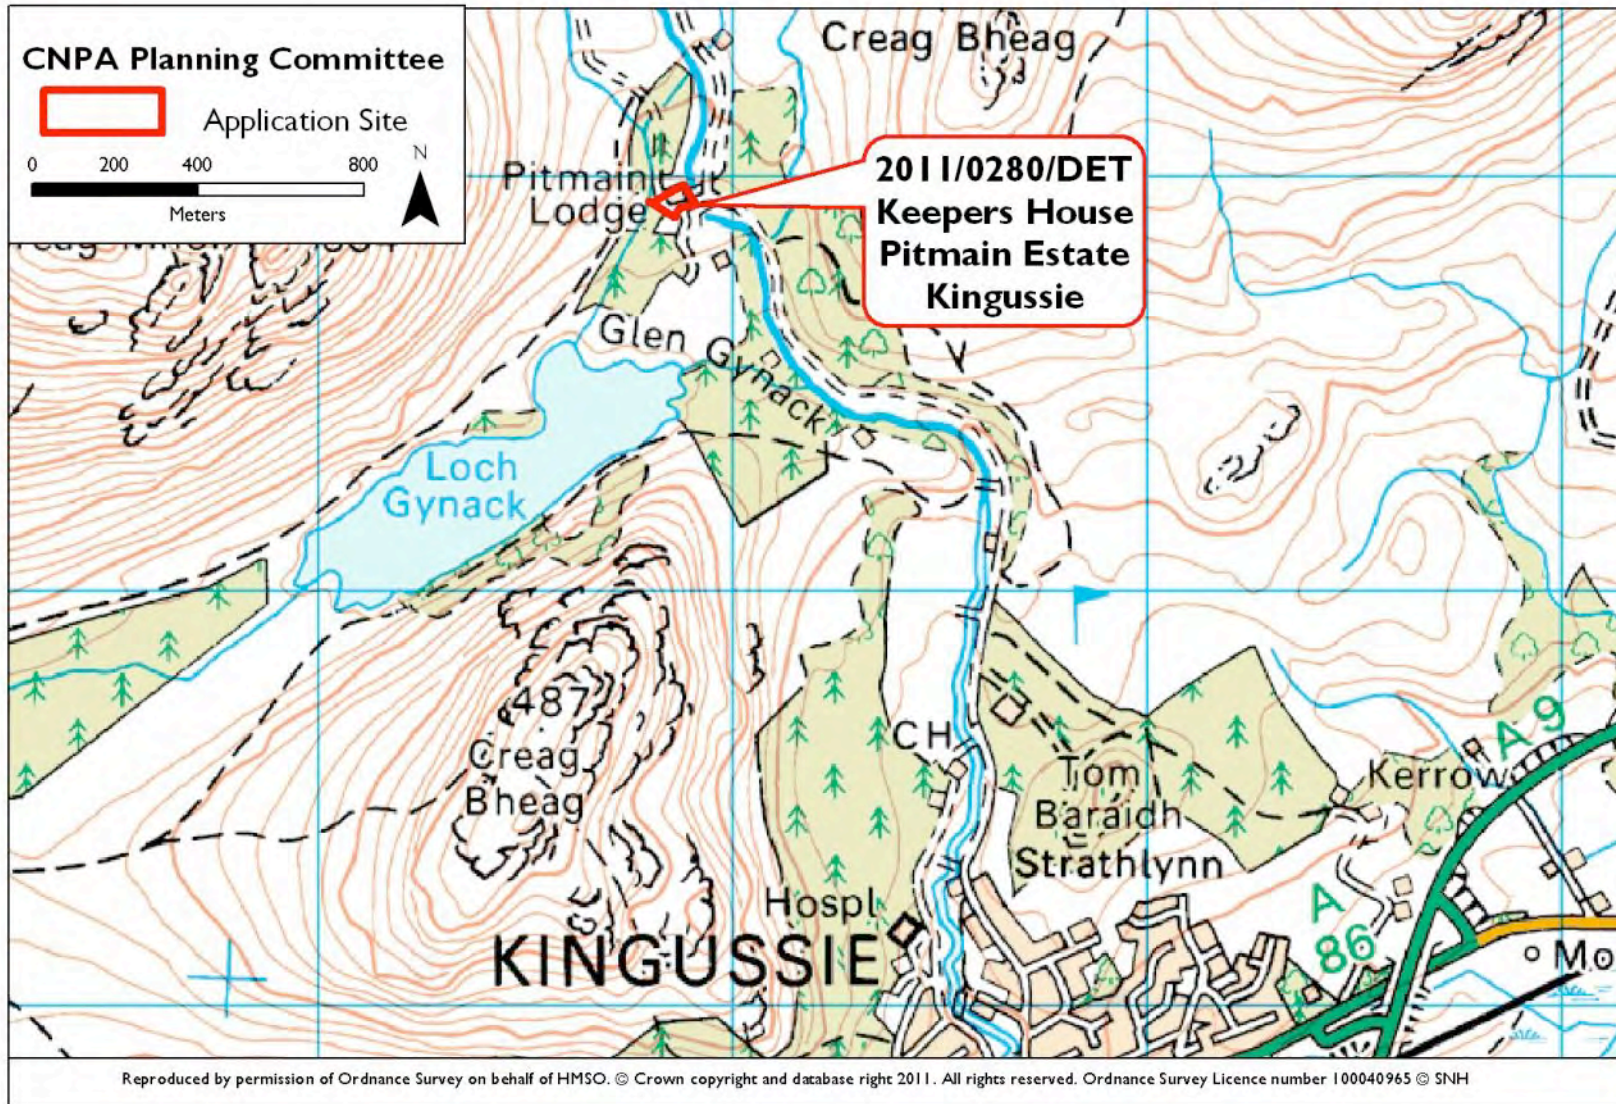 CNPA Planning Committee
Application Site
0 200 400 800
Meters
N
Creag Bheag
2011/0280/DET
Keepers House
Pitmain Estate
Kingussie
Pitmain
Lodge
Glen Gynack
Loch
Gynack
487
Creag
Bheag
CH
Tom
Baraidh
Strathlynn
Kerrow
A 9
A
86
Hospl
KINGUSSIE
Mo
Reproduced by permission of Ordnance Survey on behalf of HMSO. © Crown copyright and database right 2011. All rights reserved. Ordnance Survey Licence number 100040965 © SNH